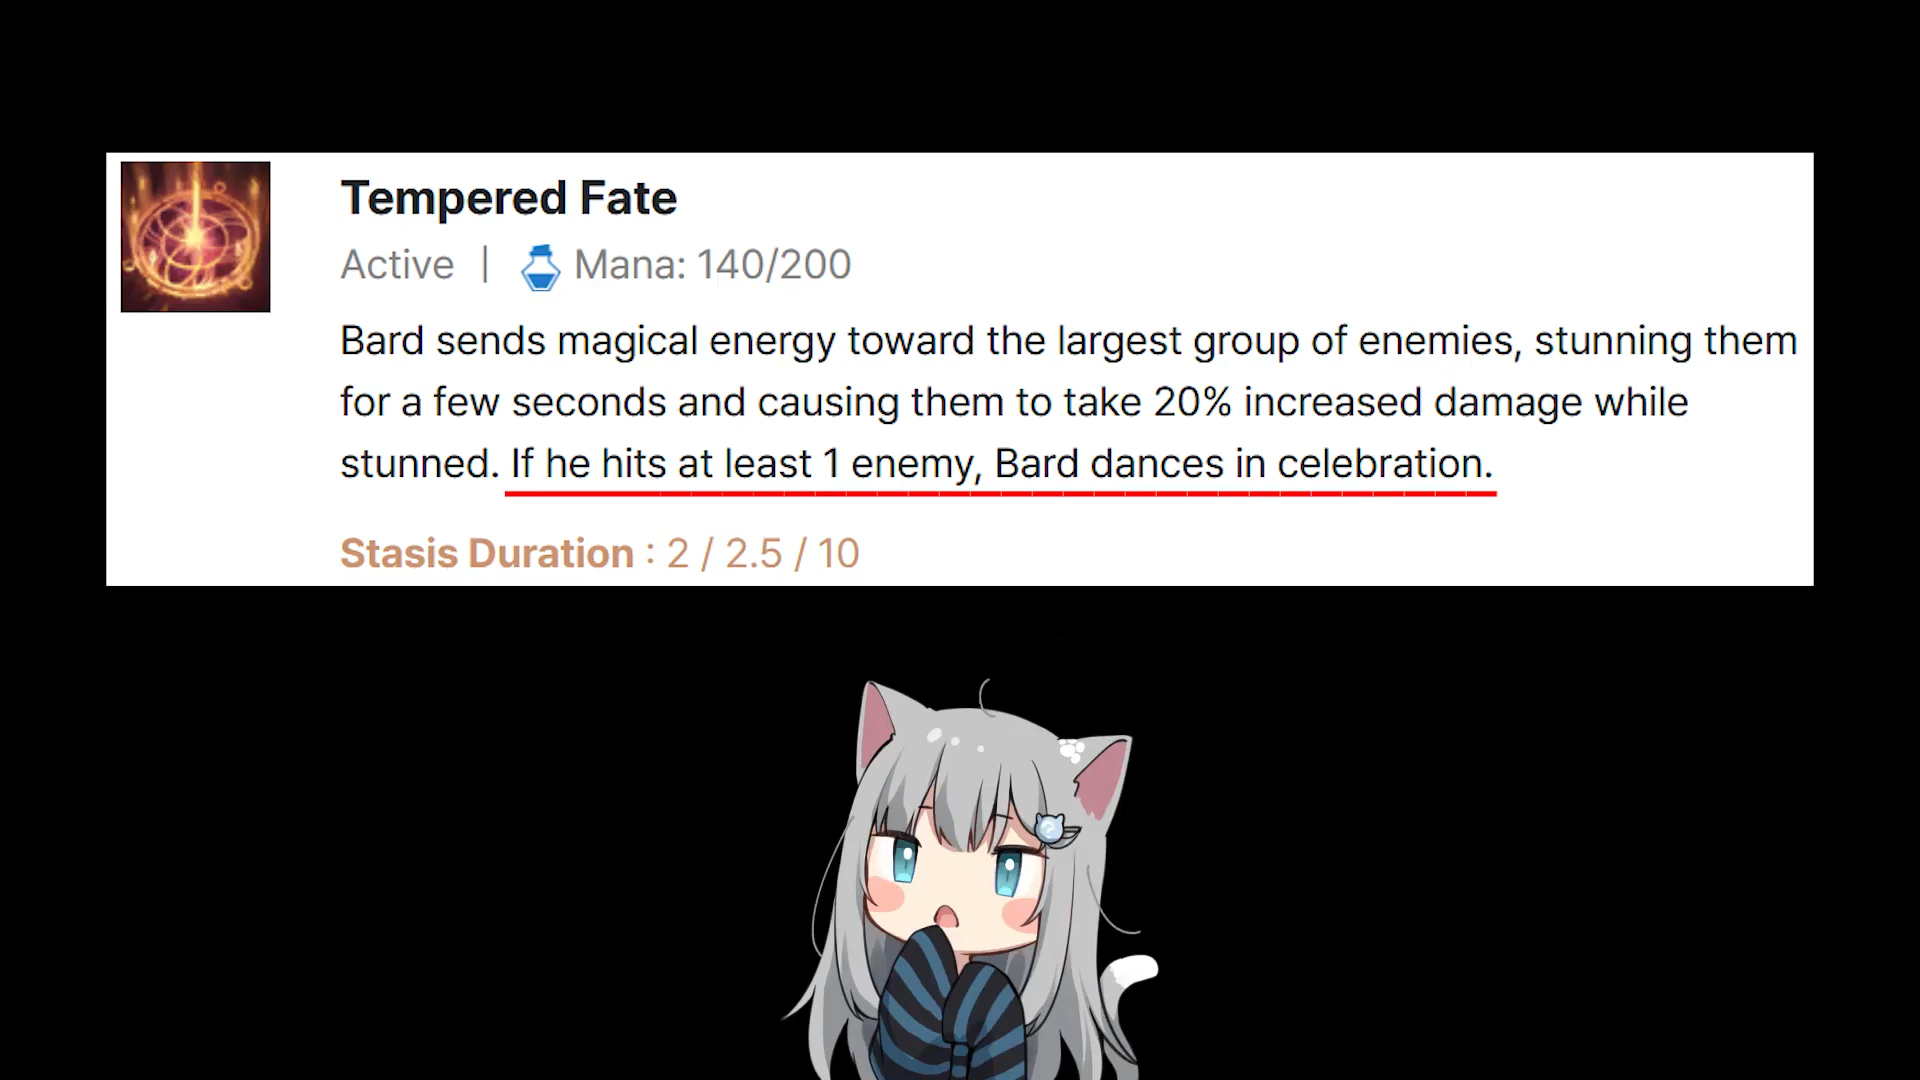 Tempered Fate
Active | Mana: 140/200
Bard sends magical energy toward the largest group of enemies, stunning them
for a few seconds and causing them to take 20% increased damage while
stunned. If he hits at least 1 enemy, Bard dances in celebration.
Stasis Duration : 2 / 2.5 / 10